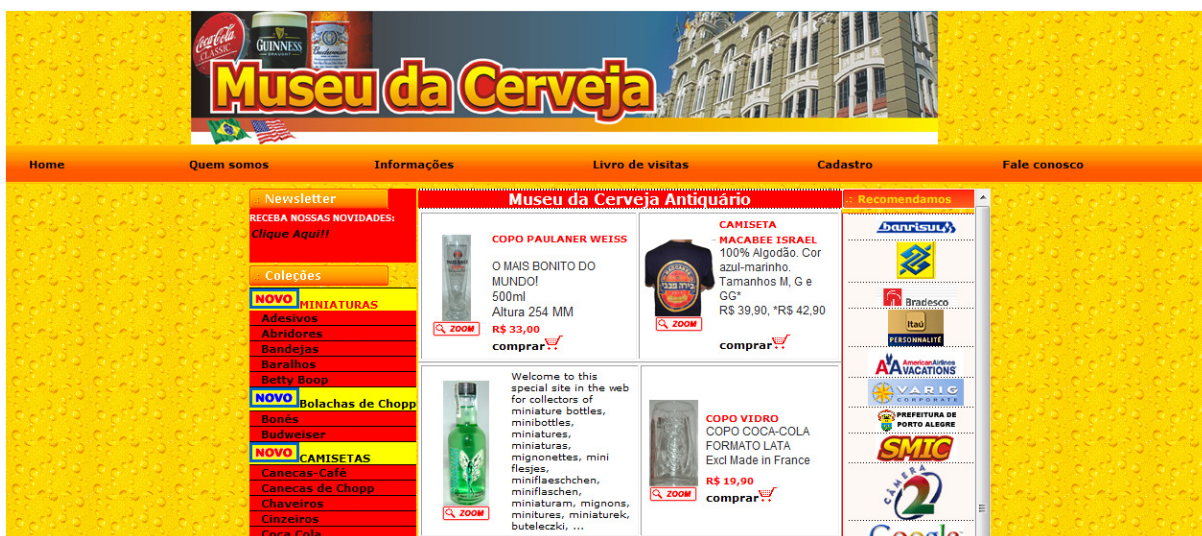 Coca-Cola
CLASSIC
GUINNESS
DRAUGHT
Budweiser
Museu da Cerveja
Home
Quem somos
Informações
Livro de visitas
Cadastro
Fale conosco
.: Newsletter
RECEBA NOSSAS NOVIDADES:
Clique Aqui!!
.: Coleções
NOVO MINIATURAS
Adesivos
Abridores
Bandejas
Baralhos
Betty Boop
NOVO Bolachas de Chopp
Bonés
Budweiser
NOVO CAMISETAS
Canecas-Café
Canecas de Chopp
Chaveiros
Cinzeiros
Coca Cola
Museu da Cerveja Antiquário
COPO PAULANER WEISS
O MAIS BONITO DO
MUNDO!
500ml
Altura 254 MM
R$ 33,00
comprar
ZOOM
CAMISETA
MACABEE ISRAEL
100% Algodão. Cor
azul-marinho.
Tamanhos M, G e
GG*
R$ 39,90, *R$ 42,90
comprar
ZOOM
Welcome to this
special site in the web
for collectors of
miniature bottles,
minibottles,
miniatures,
miniaturas,
mignonettes, mini
flesjes,
miniflaeschchen,
miniflaschen,
miniaturam, mignons,
minitures, miniaturek,
buteleczki, ...
ZOOM
COPO VIDRO
COPO COCA-COLA
FORMATO LATA
Excl Made in France
R$ 19,90
comprar
ZOOM
.: Recomendamos
banrisul
Bradesco
Itaú
PERSONNALITÉ
AmericanAirlines
VACATIONS
VARIG
CORPORATE
PREFEITURA DE
PORTO ALEGRE
SMIC
CÂMERA
2
Google